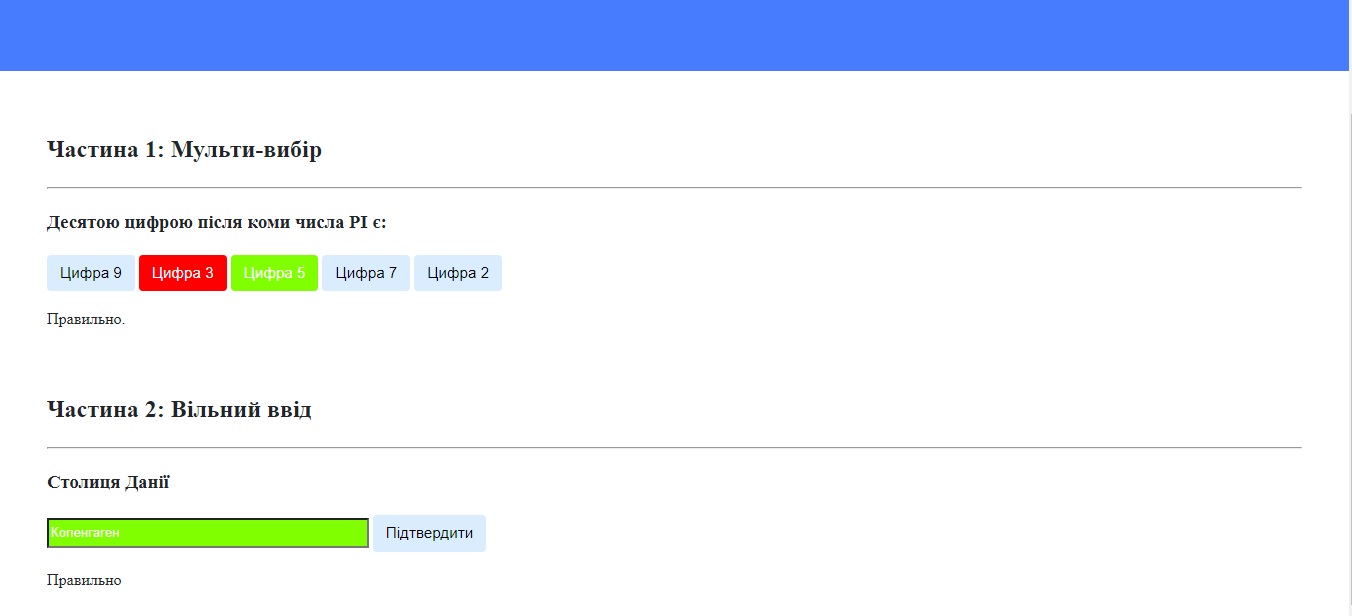 Частина 1: Мульти-вибір
Десятою цифрою після коми числа PI є:
Цифра 9 Цифра 3 Цифра 5 Цифра 7 Цифра 2
Правильно.
Частина 2: Вільний ввід
Столиця Данії
Копенгаген Підтвердити
Правильно